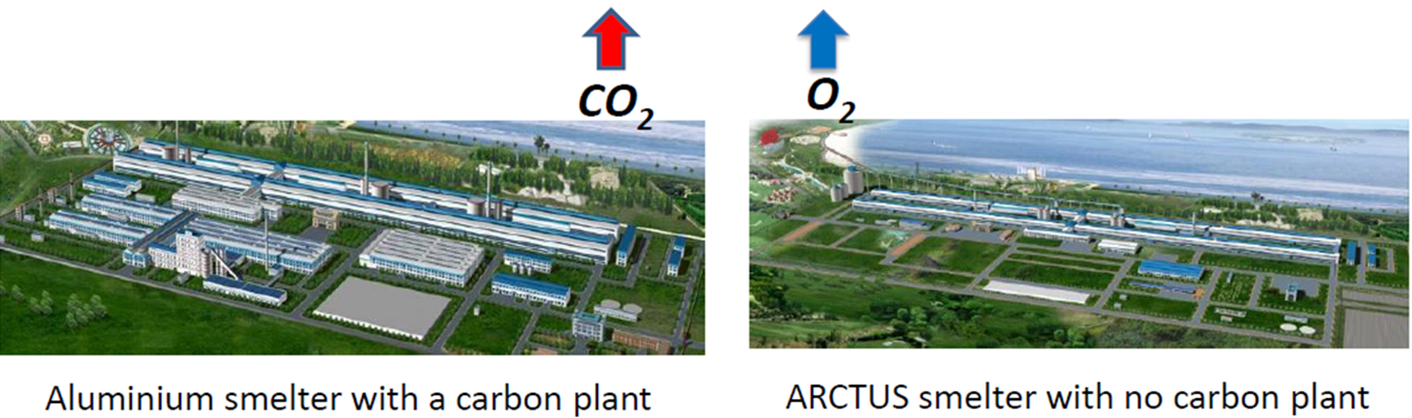 CO₂
O₂
Aluminium smelter with a carbon plant
ARCTUS smelter with no carbon plant